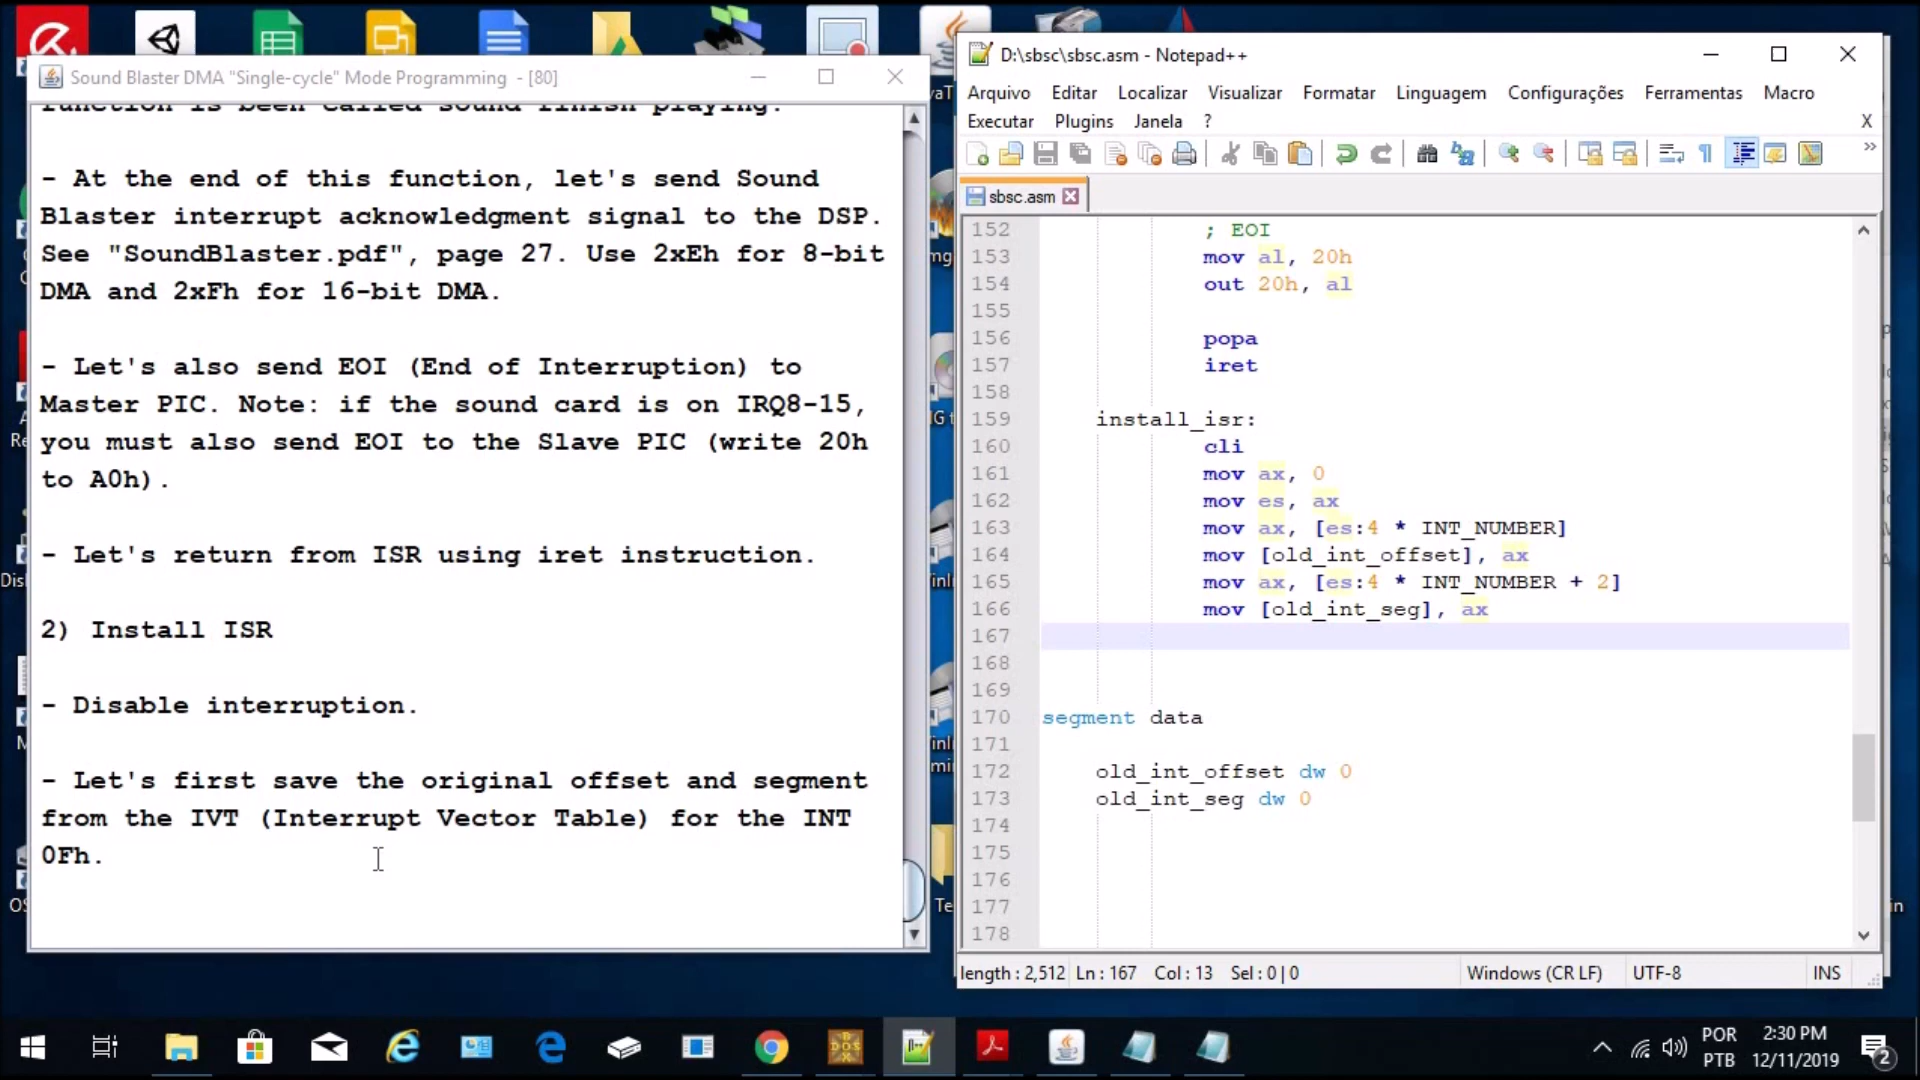 Sound Blaster DMA "Single-cycle" Mode Programming - [80]
function is been called sound finish playing.
- At the end of this function, let's send Sound
Blaster interrupt acknowledgment signal to the DSP.
See "SoundBlaster.pdf", page 27. Use 2xEh for 8-bit
DMA and 2xFh for 16-bit DMA.
- Let's also send EOI (End of Interruption) to
Master PIC. Note: if the sound card is on IRQ8-15,
you must also send EOI to the Slave PIC (write 20h
to A0h).
- Let's return from ISR using iret instruction.
2) Install ISR
- Disable interruption.
- Let's first save the original offset and segment
from the IVT (Interrupt Vector Table) for the INT
0Fh.
D:\sbsc\sbsc.asm - Notepad++
Arquivo Editar Localizar Visualizar Formatar Linguagem Configurações Ferramentas Macro
Executar Plugins Janela ? X
sbsc.asm
152 ; EOI
153 mov al, 20h
154 out 20h, al
155
156 popa
157 iret
158
159 install_isr:
160 cli
161 mov ax, 0
162 mov es, ax
163 mov ax, [es:4 * INT_NUMBER]
164 mov [old_int_offset], ax
165 mov ax, [es:4 * INT_NUMBER + 2]
166 mov [old_int_seg], ax
167
168
169
170 segment data
171
172 old_int_offset dw 0
173 old_int_seg dw 0
174
175
176
177
178
length : 2,512 Ln : 167 Col : 13 Sel : 0 | 0 Windows (CR LF) UTF-8 INS
POR 2:30 PM
PTB 12/11/2019 2